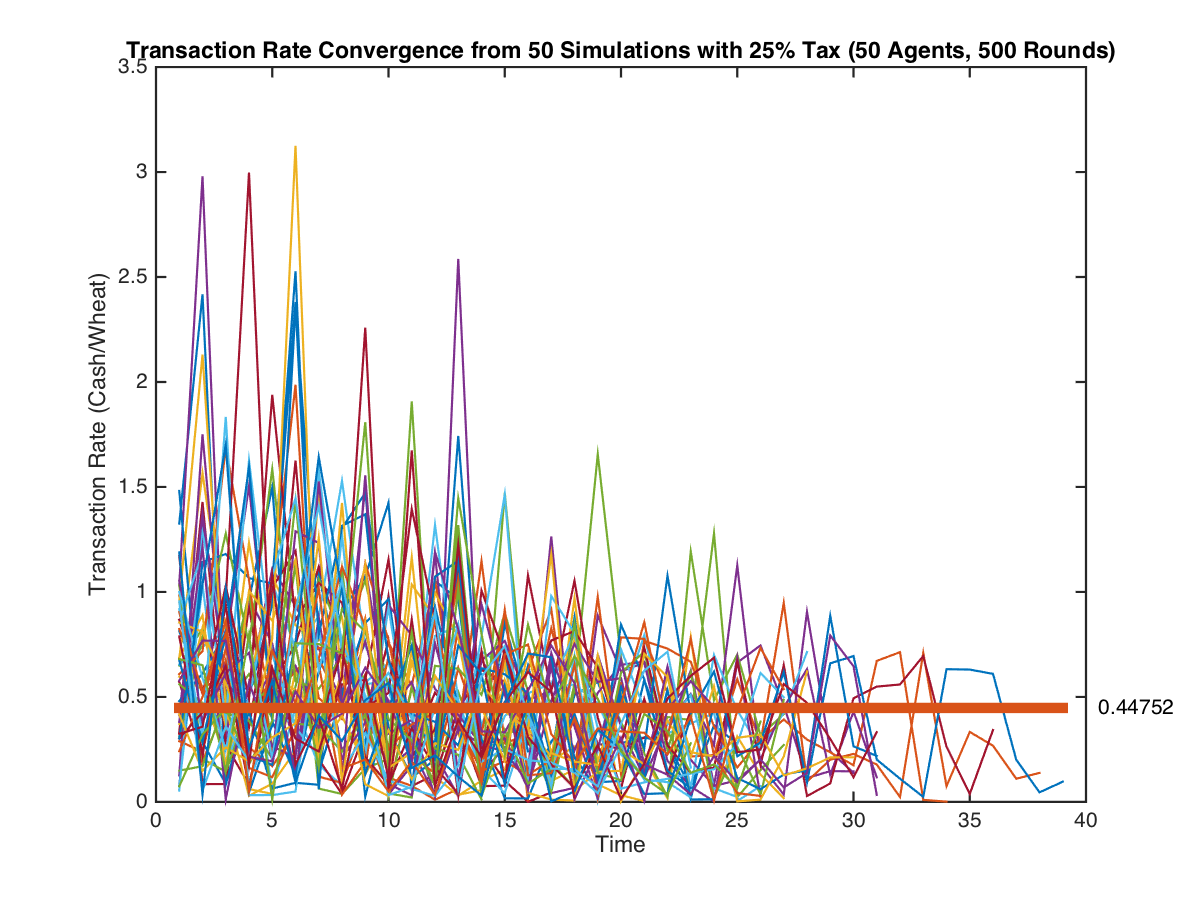 Transaction Rate Convergence from 50 Simulations with 25% Tax (50 Agents, 500 Rounds)
3.5
3
2.5
2
1.5
1
0.5
0
Transaction Rate (Cash/Wheat)
0.44752
0 5 10 15 20 25 30 35 40
Time